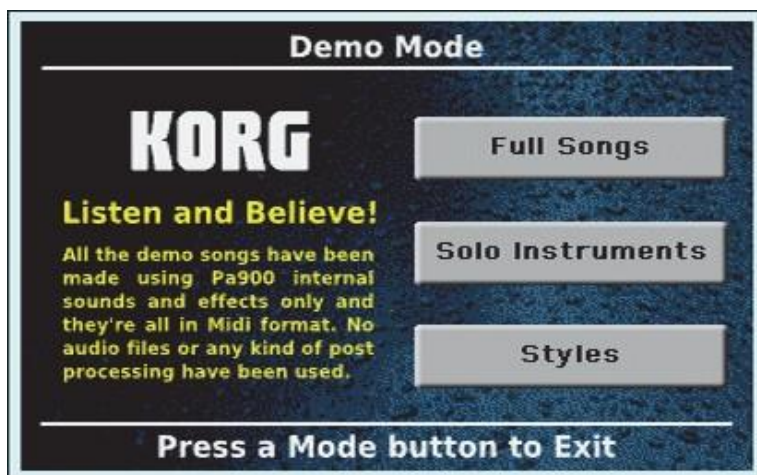 Demo Mode
KORG
Listen and Believe!
All the demo songs have been
made using Pa900 internal
sounds and effects only and
they're all in Midi format. No
audio files or any kind of post
processing have been used.
Full Songs
Solo Instruments
Styles
Press a Mode button to Exit